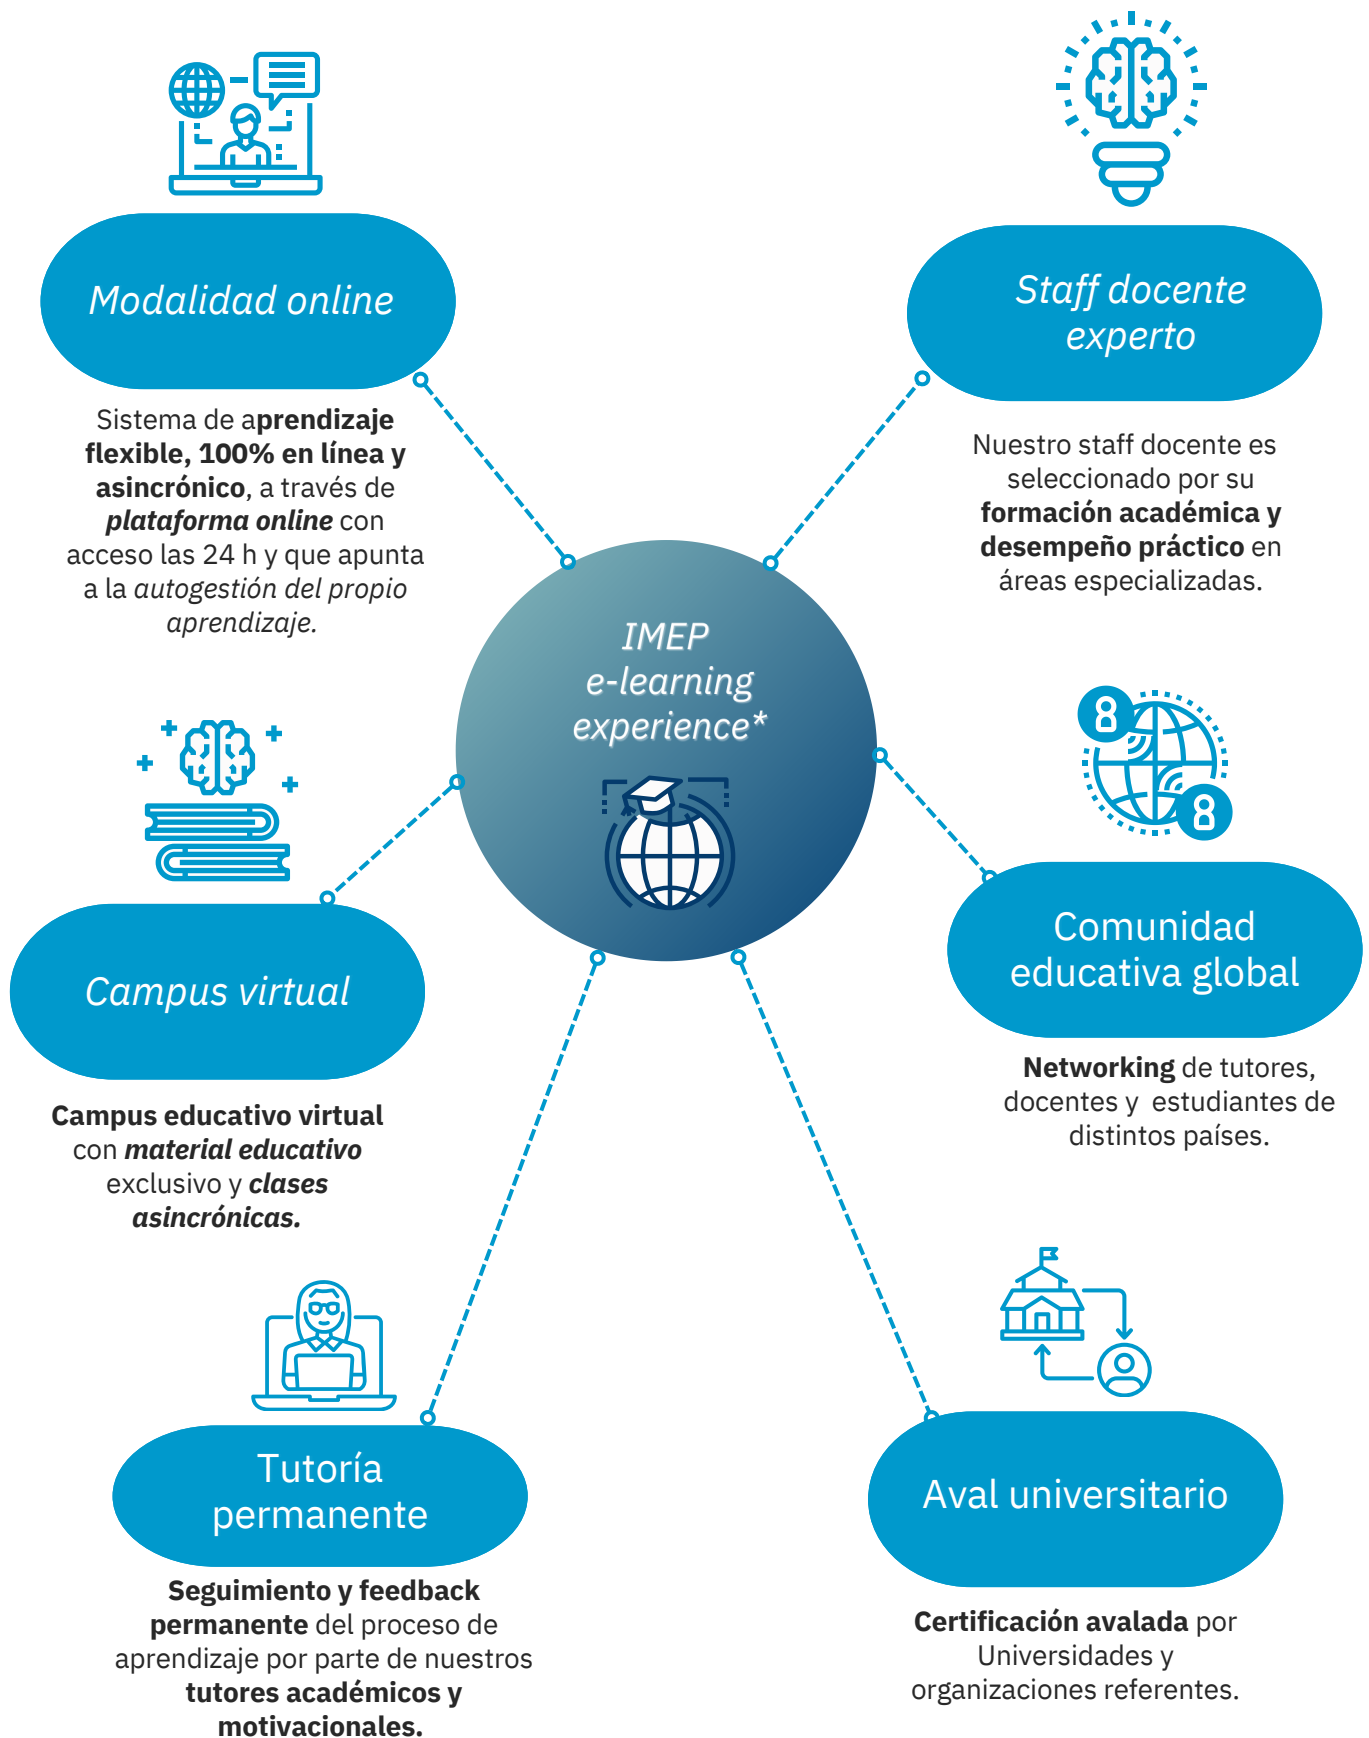 Modalidad online
Sistema de aprendizaje
flexible, 100% en línea y
asincrónico, a través de
plataforma online con
acceso las 24 h y que apunta
a la autogestión del propio
aprendizaje.
Staff docente
experto
Nuestro staff docente es
seleccionado por su
formación académica y
desempeño práctico en
áreas especializadas.
IMEP
e-learning
experience*
Campus virtual
Campus educativo virtual
con material educativo
exclusivo y clases
asincrónicas.
Comunidad
educativa global
Networking de tutores,
docentes y estudiantes de
distintos países.
Tutoría
permanente
Seguimiento y feedback
permanente del proceso de
aprendizaje por parte de nuestros
tutores académicos y
motivacionales.
Aval universitario
Certificación avalada por
Universidades y
organizaciones referentes.